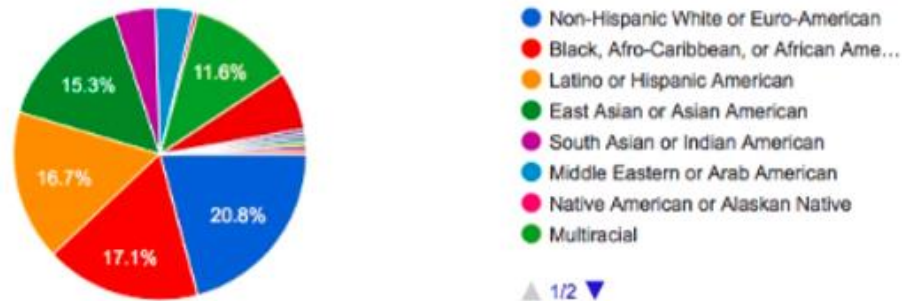 11.6%
15.3%
16.7%
20.8%
17.1%
Non-Hispanic White or Euro-American
Black, Afro-Caribbean, or African Ame...
Latino or Hispanic American
East Asian or Asian American
South Asian or Indian American
Middle Eastern or Arab American
Native American or Alaskan Native
Multiracial
1/2